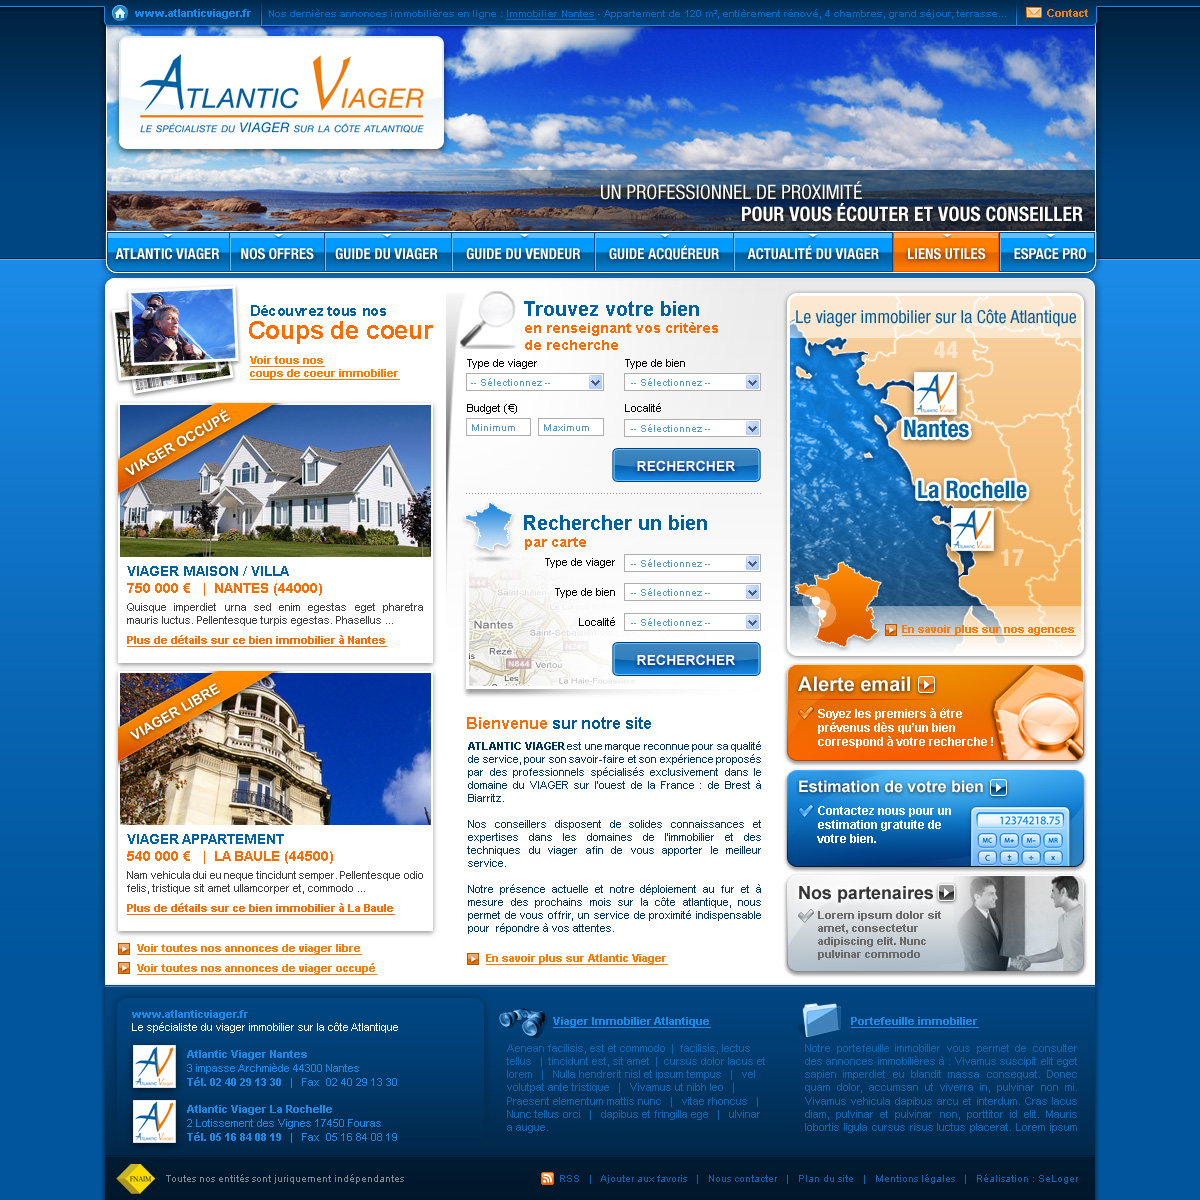 www.atlanticviager.fr
Nos dernières annonces immobilières en ligne : Immobilier Nantes - Appartement de 120 m², entièrement rénové, 4 chambres, grand séjour, terrasse...
Contact
ATLANTIC VIAGER
LE SPÉCIALISTE DU VIAGER SUR LA CÔTE ATLANTIQUE
UN PROFESSIONNEL DE PROXIMITÉ
POUR VOUS ÉCOUTER ET VOUS CONSEILLER
ATLANTIC VIAGER
NOS OFFRES
GUIDE DU VIAGER
GUIDE DU VENDEUR
GUIDE ACQUÉREUR
ACTUALITÉ DU VIAGER
LIENS UTILES
ESPACE PRO
Découvrez tous nos
Coups de coeur
Voir tous nos
coups de coeur immobilier
VIAGER OCCUPÉ
VIAGER MAISON / VILLA
750 000 € | NANTES (44000)
Quisque imperdiet urna sed enim egestas eget pharetra
mauris luctus. Pellentesque turpis egestas. Phasellus ...
Plus de détails sur ce bien immobilier à Nantes
VIAGER LIBRE
VIAGER APPARTEMENT
540 000 € | LA BAULE (44500)
Nam vehicula dui eu neque tincidunt semper. Pellentesque odio
felis, tristique sit amet ullamcorper et, commodo ...
Plus de détails sur ce bien immobilier à La Baule
Voir toutes nos annonces de viager libre
Voir toutes nos annonces de viager occupé
Trouvez votre bien
en renseignant vos critères
de recherche
Type de viager
Type de bien
-- Sélectionnez --
-- Sélectionnez --
Budget (€)
Localité
Minimum
Maximum
-- Sélectionnez --
RECHERCHER
Rechercher un bien
par carte
Type de viager
-- Sélectionnez --
Type de bien
-- Sélectionnez --
Localité
-- Sélectionnez --
Nantes
Rezé
N844
Vertou
RECHERCHER
Bienvenue sur notre site
ATLANTIC VIAGER est une marque reconnue pour sa qualité
de service, pour son savoir-faire et son expérience proposés
par des professionnels spécialisés exclusivement dans le
domaine du VIAGER sur l'ouest de la France : de Brest à
Biarritz.
Nos conseillers disposent de solides connaissances et
expertises dans les domaines de l'immobilier et des
techniques du viager afin de vous apporter le meilleur
service.
Notre présence actuelle et notre déploiement au fur et à
mesure des prochains mois sur la côte atlantique, nous
permet de vous offrir, un service de proximité indispensable
pour répondre à vos attentes.
En savoir plus sur Atlantic Viager
Le viager immobilier sur la Côte Atlantique
44
AV
ATLANTIC VIAGER
Nantes
La Rochelle
AV
ATLANTIC VIAGER
17
En savoir plus sur nos agences
Alerte email
Soyez les premiers à être
prévenus dès qu'un bien
correspond à votre recherche !
Estimation de votre bien
Contactez nous pour un
estimation gratuite de
votre bien.
12374218.75
MC M+ M- MR
C ± ÷ x
Nos partenaires
Lorem ipsum dolor sit
amet, consectetur
adipiscing elit. Nunc
pulvinar commodo
www.atlanticviager.fr
Le spécialiste du viager immobilier sur la côte Atlantique
AV
ATLANTIC VIAGER
Atlantic Viager Nantes
3 impasse Archmiède 44300 Nantes
Tél. 02 40 29 13 30 | Fax 02 40 29 13 30
AV
ATLANTIC VIAGER
Atlantic Viager La Rochelle
2 Lotissement des Vignes 17450 Fouras
Tél. 05 16 84 08 19 | Fax 05 16 84 08 19
Viager Immobilier Atlantique
Aenean facilisis, est et commodo | facilisis, lectus
tellus | tincidunt est, sit amet | cursus dolor lacus et
lorem | Nulla hendrerit nisl et ipsum tempus | vel
volutpat ante tristique | Vivamus ut nibh leo |
Praesent elementum mattis nunc | vitae rhoncus |
Nunc tellus orci | dapibus et fringilla ege | ulvinar
a augue.
Portefeuille immobilier
Notre portefeuille immobilier vous permet de consulter
des annonces immobilières à : Vivamus suscipit elit eget
sapien imperdiet eu blandit massa consequat. Donec
quam dolor, accumsan ut viverra in, pulvinar non mi.
Vivamus vehicula dapibus arcu et interdum. Cras lacus
diam, pulvinar et pulvinar non, porttitor id elit. Mauris
lobortis ligula cursus risus luctus placerat. Lorem ipsum
FNAIM
Toutes nos entités sont juriquement indépendantes
RSS | Ajouter aux favoris | Nous contacter | Plan du site | Mentions légales | Réalisation : SeLoger